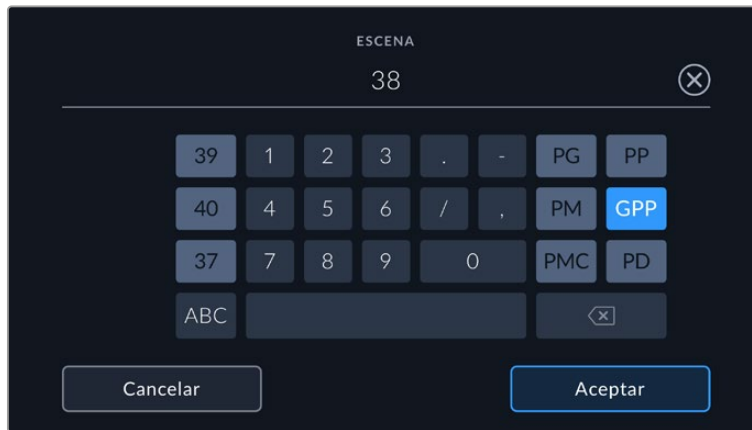 ESCENA
38
39 1 2 3 . - PG PP
40 4 5 6 / , PM GPP
37 7 8 9 0 PMC PD
ABC
Cancelar Aceptar